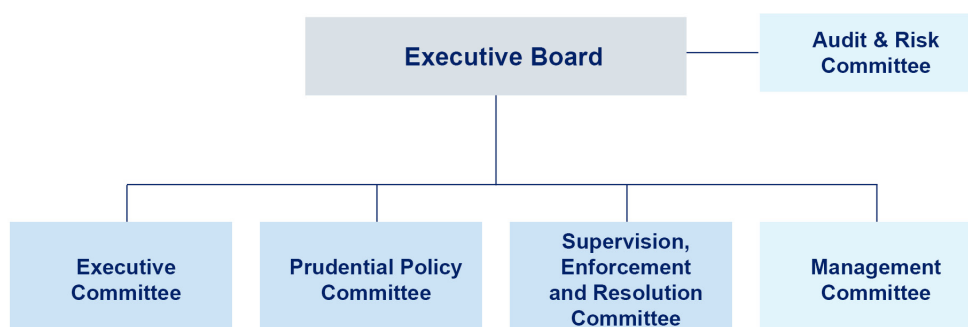 Executive Board
Audit & Risk
Committee
Executive
Committee
Prudential Policy
Committee
Supervision,
Enforcement
and Resolution
Committee
Management
Committee